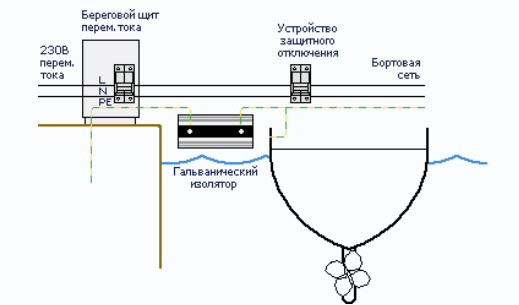 Береговой щит
перем. тока
Устройство
защитного
отключения
230В
перем.
тока
Бортовая
сеть
L
N
PE
Гальванический
изолятор